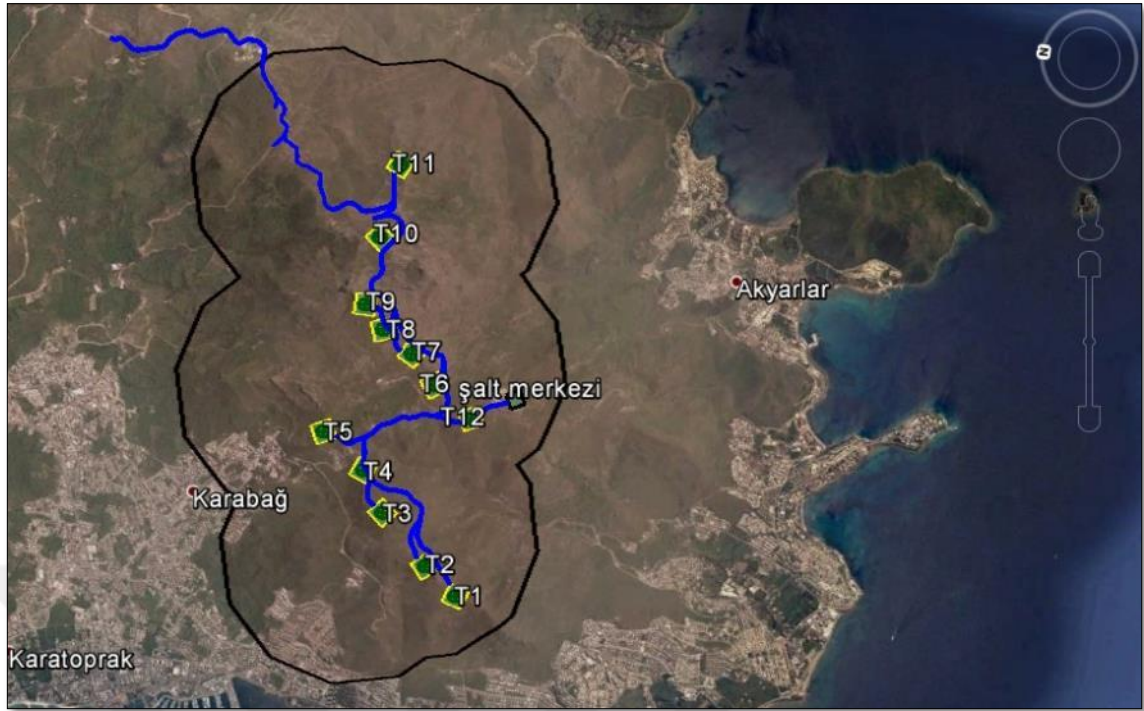 N
T11
T10
Akyarlar
T9
T8
T7
T6
şalt merkezi
T12
T5
T4
Karabağ
T3
T2
T1
Karatoprak